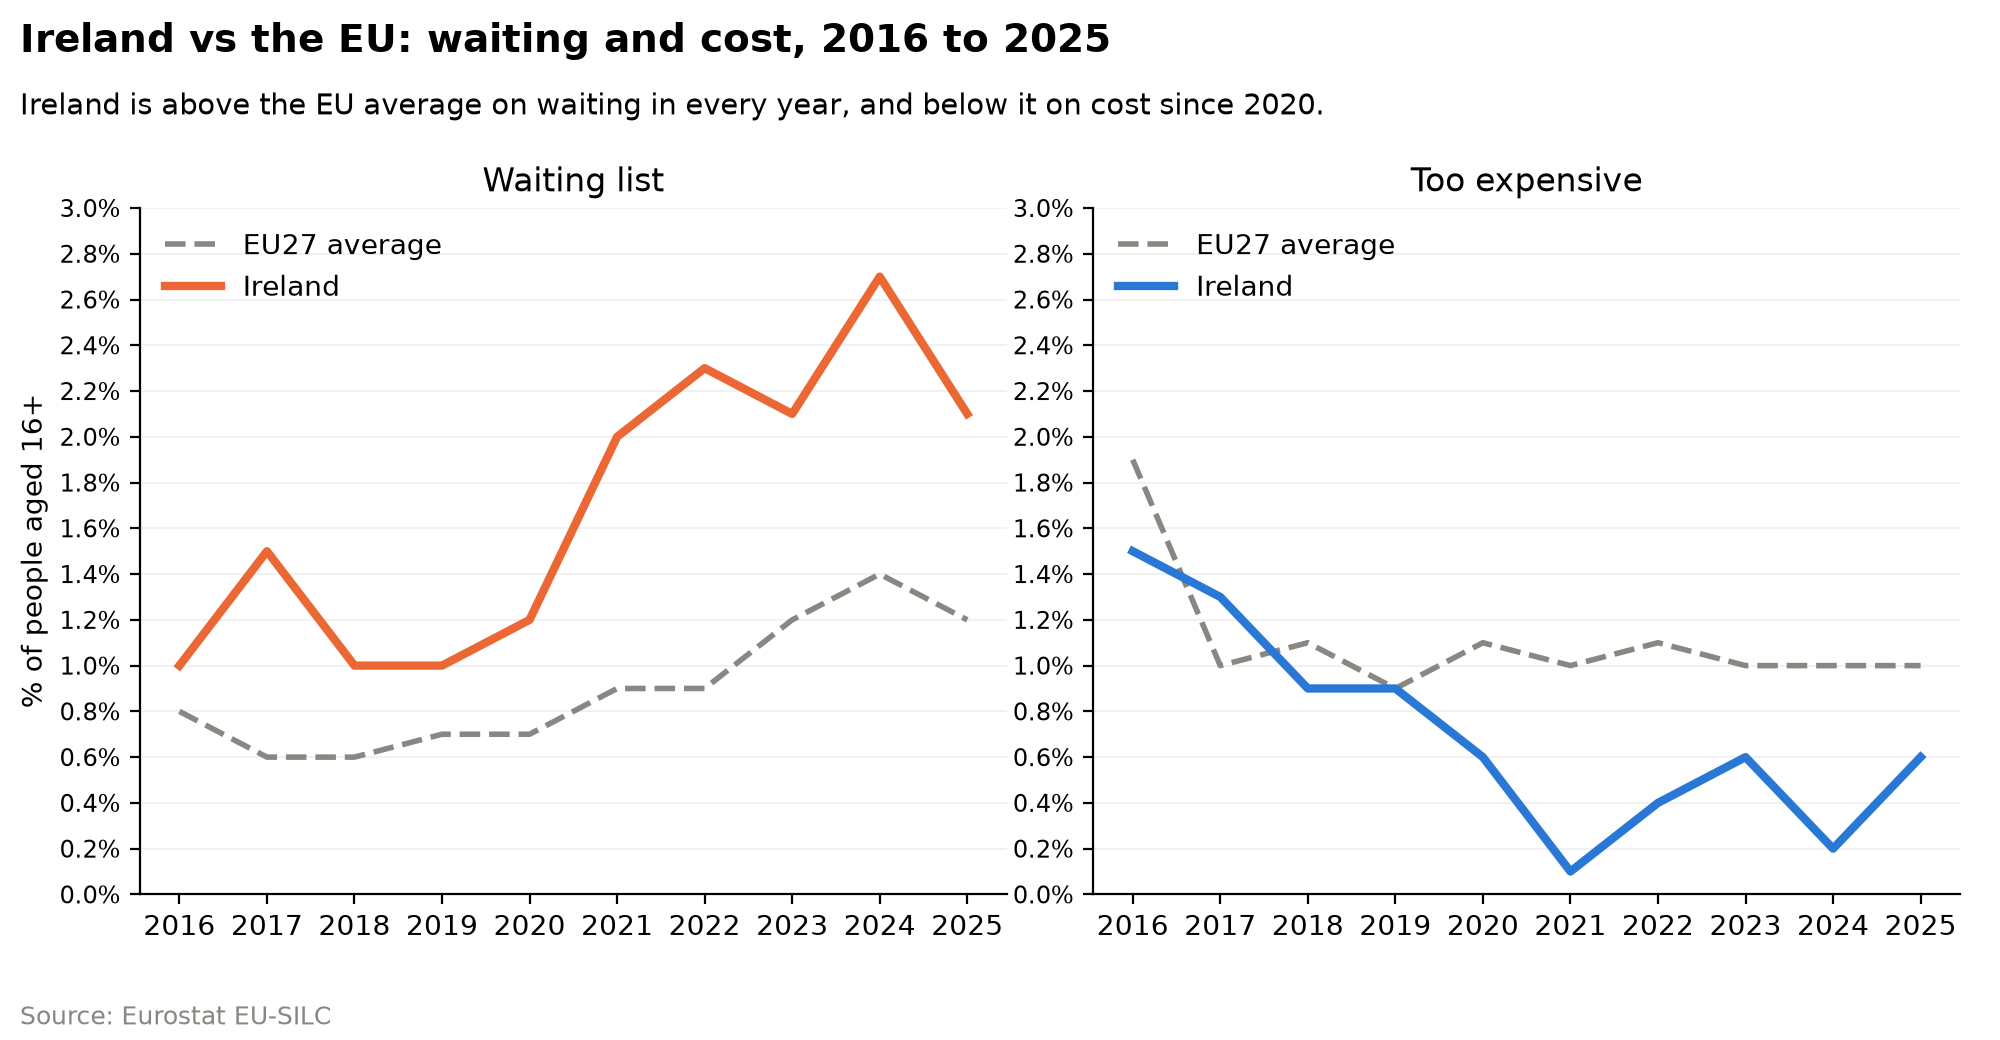 Ireland vs the EU: waiting and cost, 2016 to 2025
Ireland is above the EU average on waiting in every year, and below it on cost since 2020.
Waiting list
% of people aged 16+
3.0%
2.8%
2.6%
2.4%
2.2%
2.0%
1.8%
1.6%
1.4%
1.2%
1.0%
0.8%
0.6%
0.4%
0.2%
0.0%
EU27 average
Ireland
2016 2017 2018 2019 2020 2021 2022 2023 2024 2025
Too expensive
3.0%
2.8%
2.6%
2.4%
2.2%
2.0%
1.8%
1.6%
1.4%
1.2%
1.0%
0.8%
0.6%
0.4%
0.2%
0.0%
EU27 average
Ireland
2016 2017 2018 2019 2020 2021 2022 2023 2024 2025
Source: Eurostat EU-SILC